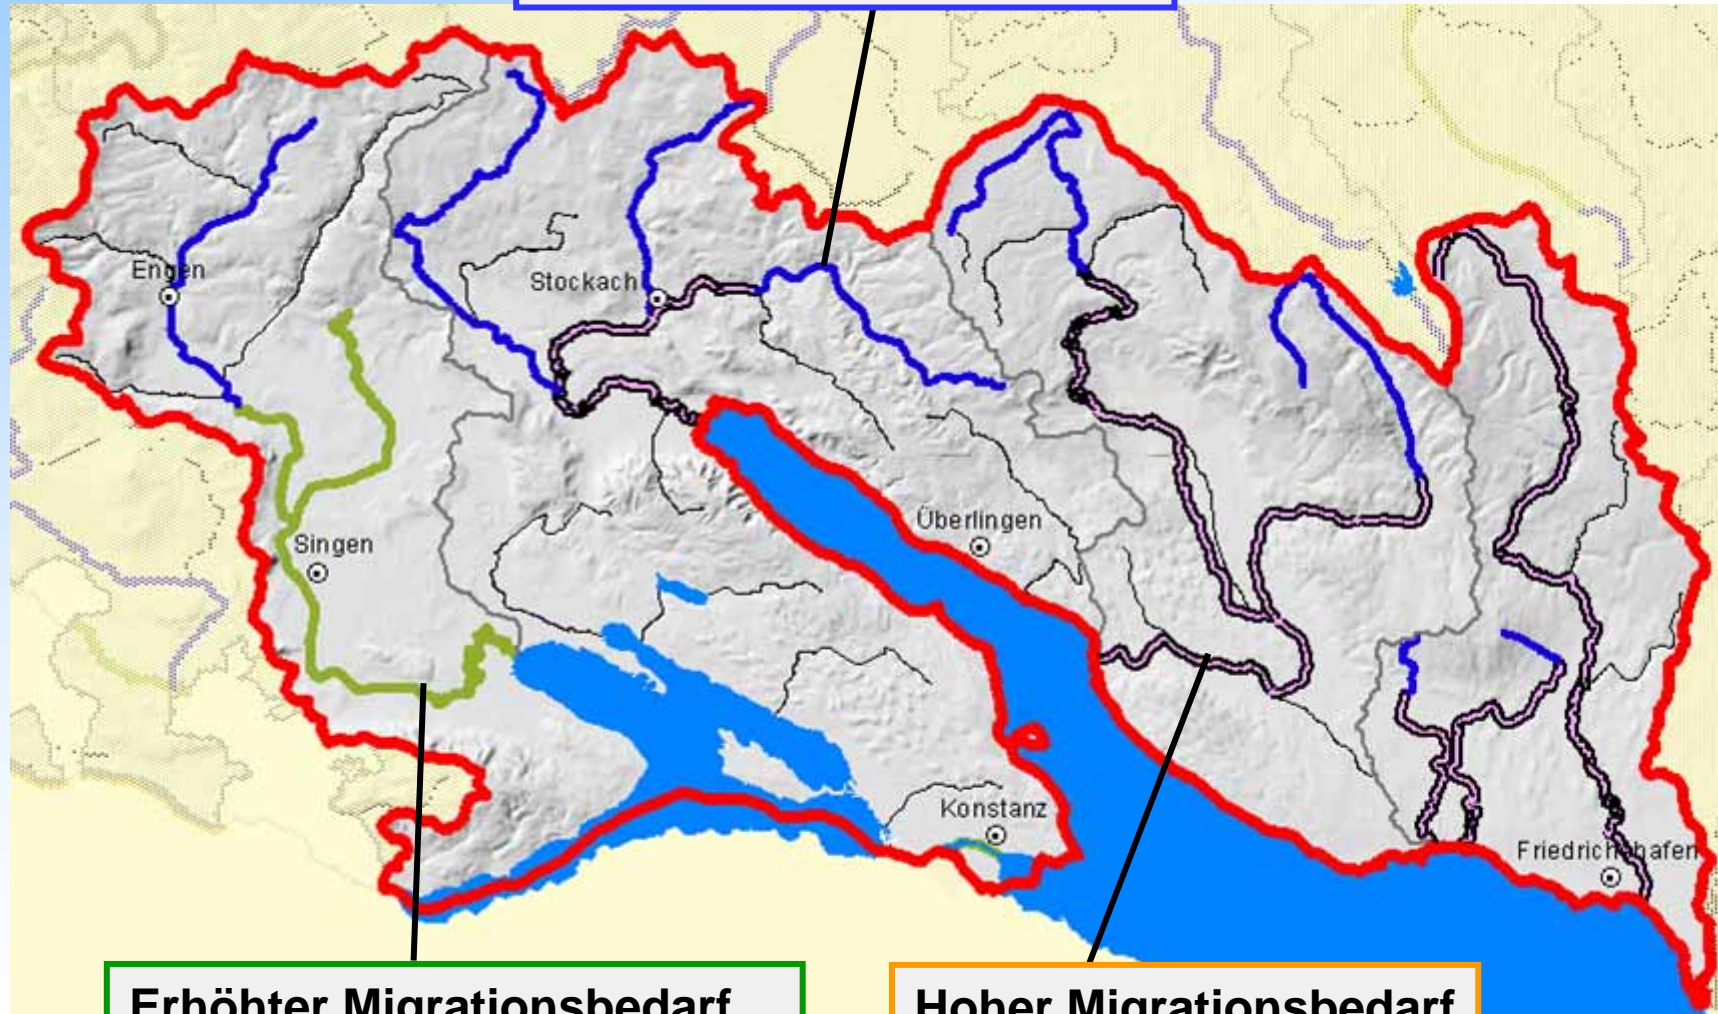 Engen
Stockach
Überlingen
Singen
Konstanz
Friedrichshafen
Erhöhter Migrationsbedarf
Hoher Migrationsbedarf